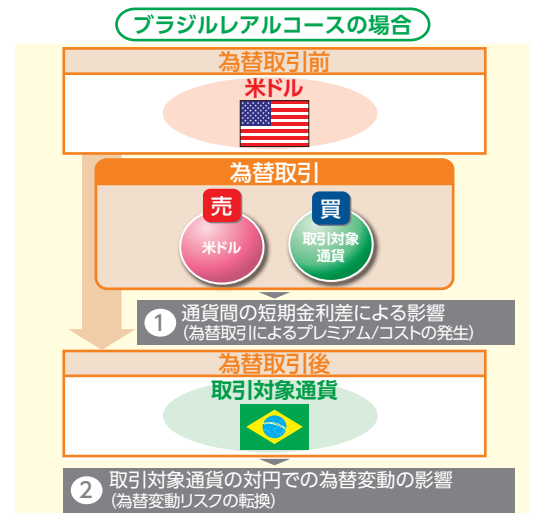 ブラジルレアルコースの場合
為替取引前
米ドル
為替取引
売
買
米ドル
取引対象
通貨
1 通貨間の短期金利差による影響
(為替取引によるプレミアム/コストの発生)
為替取引後
取引対象通貨
2 取引対象通貨の対円での為替変動の影響
(為替変動リスクの転換)